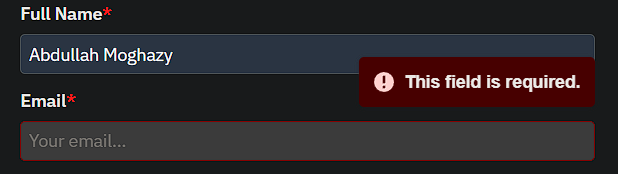 Full Name*
Abdullah Moghazy
This field is required.
Email*
Your email...